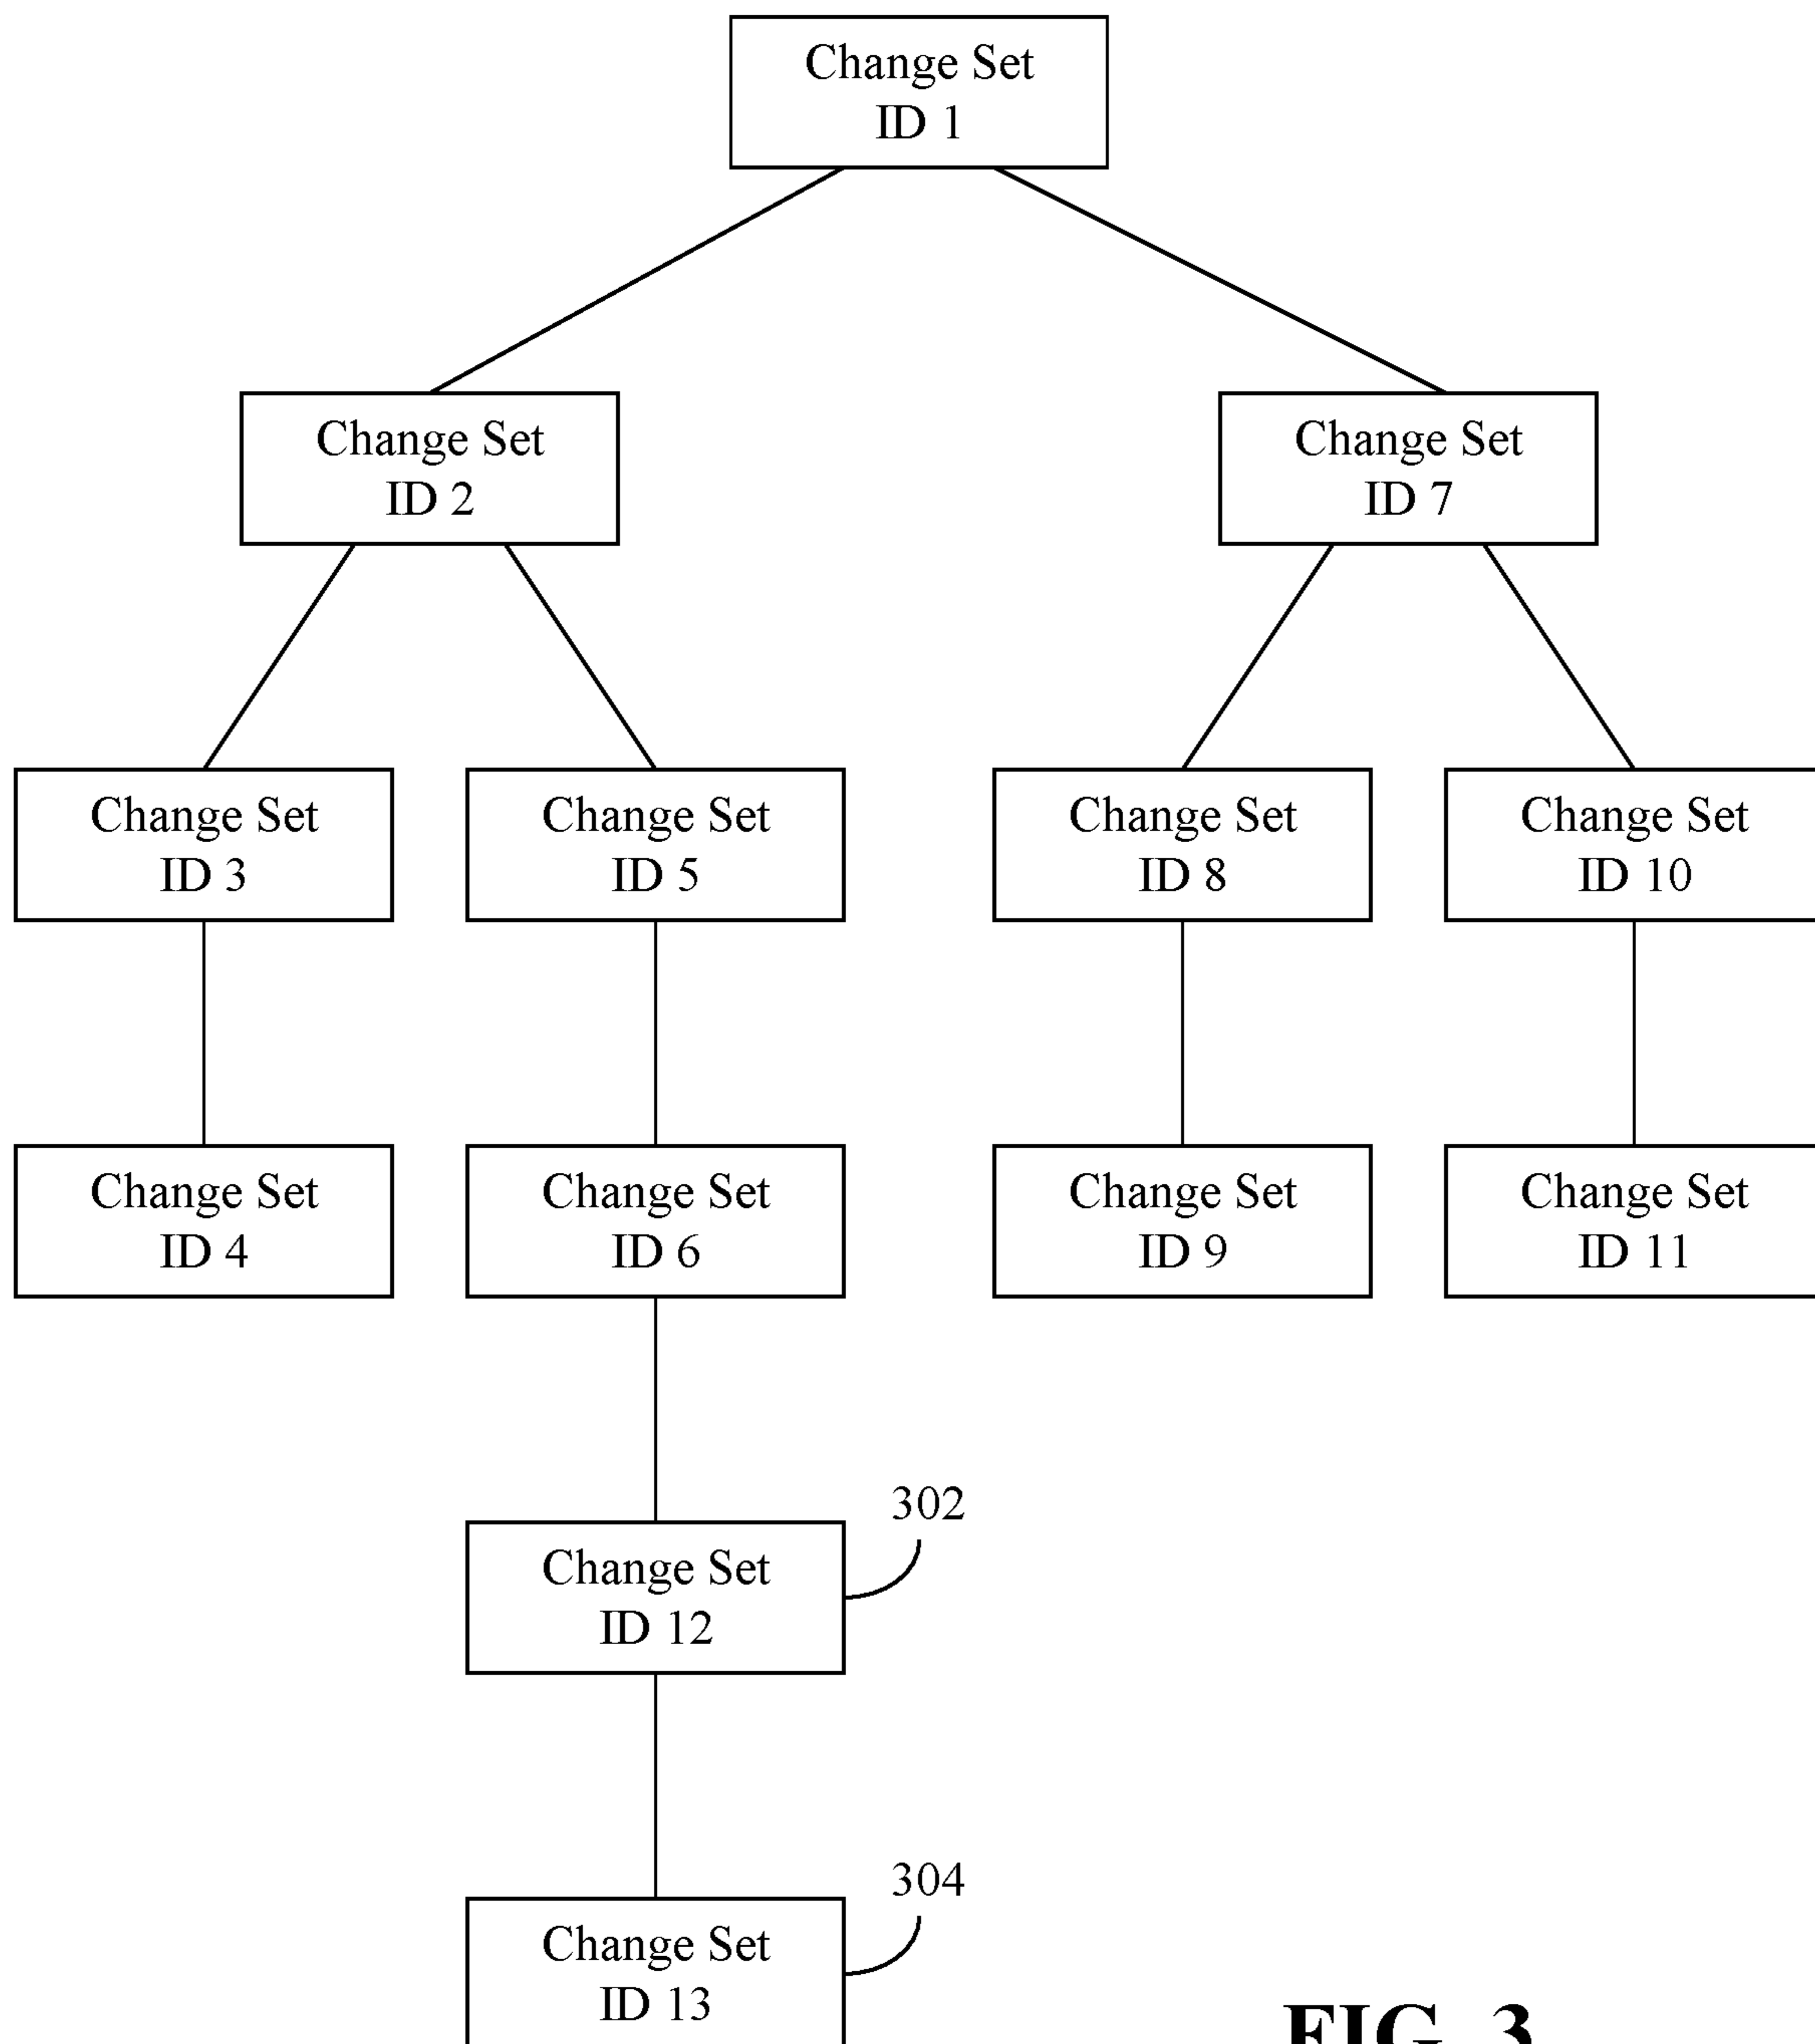 Change Set
ID 1
Change Set
ID 2
Change Set
ID 7
Change Set
ID 3
Change Set
ID 5
Change Set
ID 8
Change Set
ID 10
Change Set
ID 4
Change Set
ID 6
Change Set
ID 9
Change Set
ID 11
302
Change Set
ID 12
304
Change Set
ID 13
FIG. 3